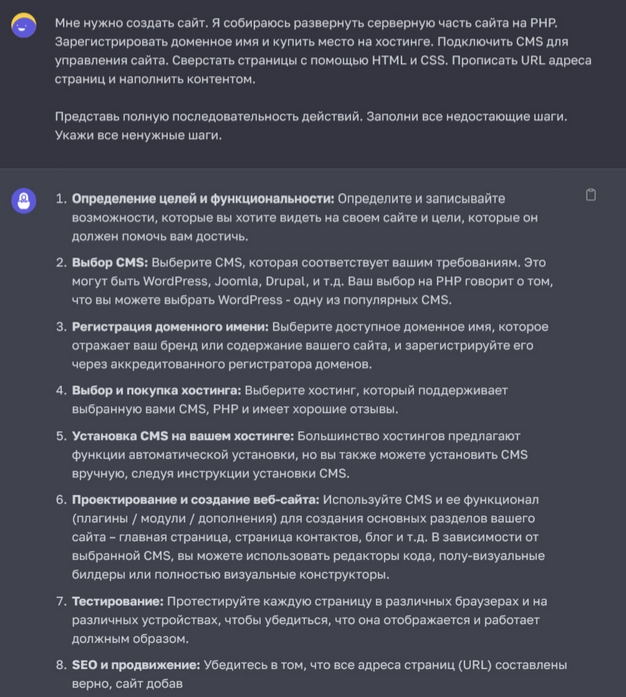 Мне нужно создать сайт. Я собираюсь развернуть серверную часть сайта на PHP.
Зарегистрировать доменное имя и купить место на хостинге. Подключить CMS для
управления сайта. Сверстать страницы с помощью HTML и CSS. Прописать URL адреса
страниц и наполнить контентом.
Представь полную последовательность действий. Заполни все недостающие шаги.
Укажи все ненужные шаги.
1. Определение целей и функциональности: Определите и записывайте
возможности, которые вы хотите видеть на своем сайте и цели, которые он
должен помочь вам достичь.
2. Выбор CMS: Выберите CMS, которая соответствует вашим требованиям. Это
могут быть WordPress, Joomla, Drupal, и т.д. Ваш выбор на PHP говорит о том,
что вы можете выбрать WordPress - одну из популярных CMS.
3. Регистрация доменного имени: Выберите доступное доменное имя, которое
отражает ваш бренд или содержание вашего сайта, и зарегистрируйте его
через аккредитованного регистратора доменов.
4. Выбор и покупка хостинга: Выберите хостинг, который поддерживает
выбранную вами CMS, PHP и имеет хорошие отзывы.
5. Установка CMS на вашем хостинге: Большинство хостингов предлагают
функции автоматической установки, но вы также можете установить CMS
вручную, следуя инструкции установки CMS.
6. Проектирование и создание веб-сайта: Используйте CMS и ее функционал
(плагины / модули / дополнения) для создания основных разделов вашего
сайта – главная страница, страница контактов, блог и т.д. В зависимости от
выбранной CMS, вы можете использовать редакторы кода, полу-визуальные
билдеры или полностью визуальные конструкторы.
7. Тестирование: Протестируйте каждую страницу в различных браузерах и на
различных устройствах, чтобы убедиться, что она отображается и работает
должным образом.
8. SEO и продвижение: Убедитесь в том, что все адреса страниц (URL) составлены
верно, сайт добав